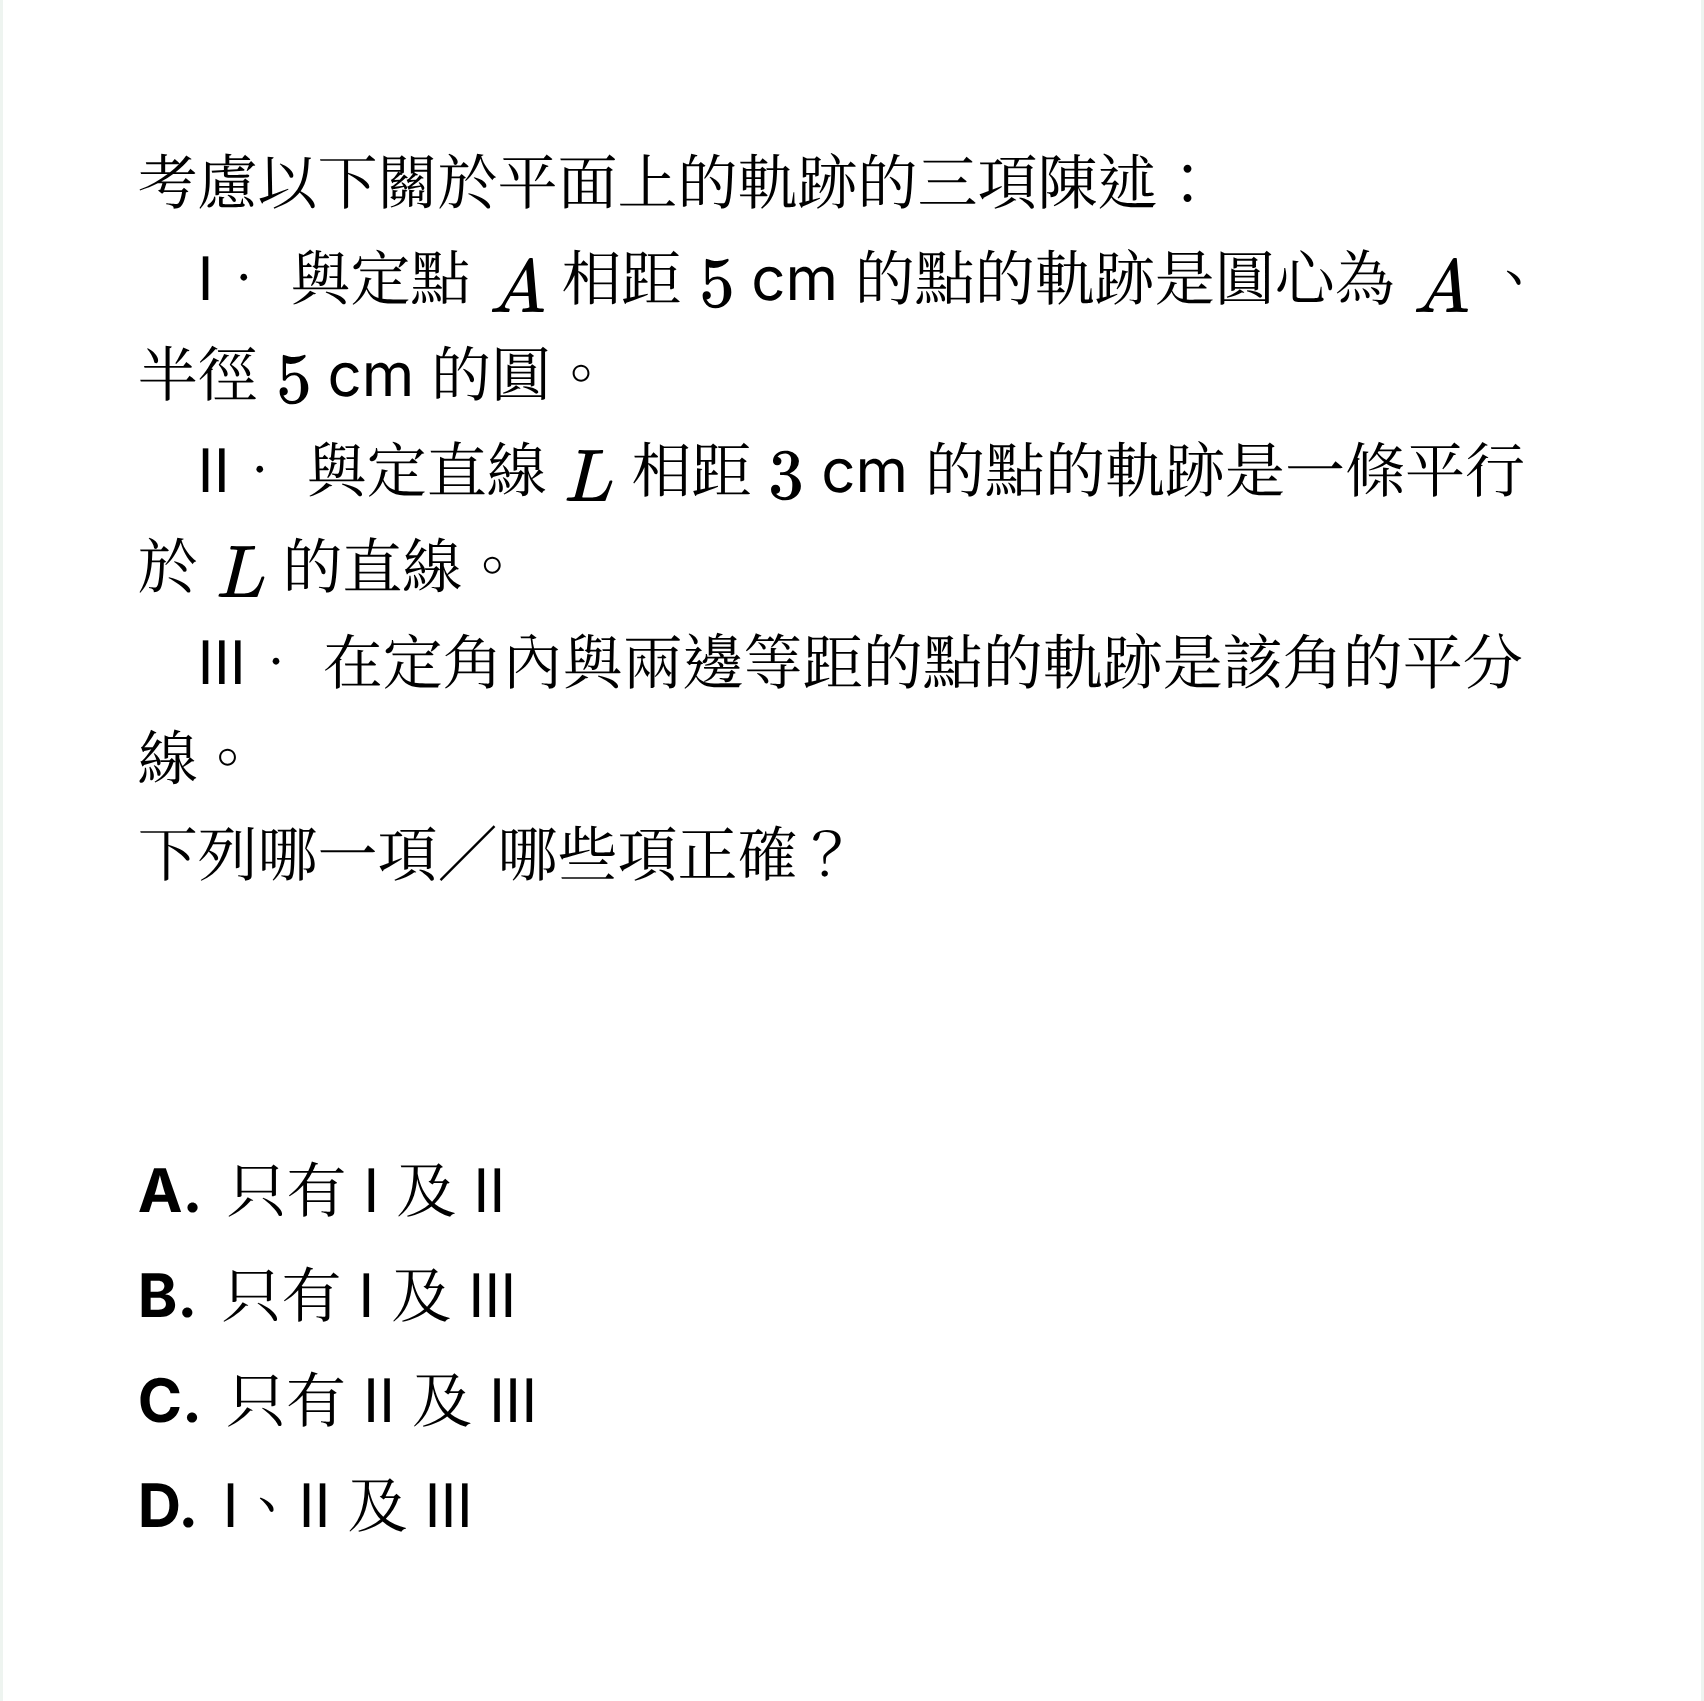 考慮以下關於平面上的軌跡的三項陳述：
I． 與定點 A 相距 5 cm 的點的軌跡是圓心為 A、
半徑 5 cm 的圓。
II． 與定直線 L 相距 3 cm 的點的軌跡是一條平行
於 L 的直線。
III． 在定角內與兩邊等距的點的軌跡是該角的平分
線。
下列哪一項／哪些項正確？
A. 只有 I 及 II
B. 只有 I 及 III
C. 只有 II 及 III
D. I、II 及 III